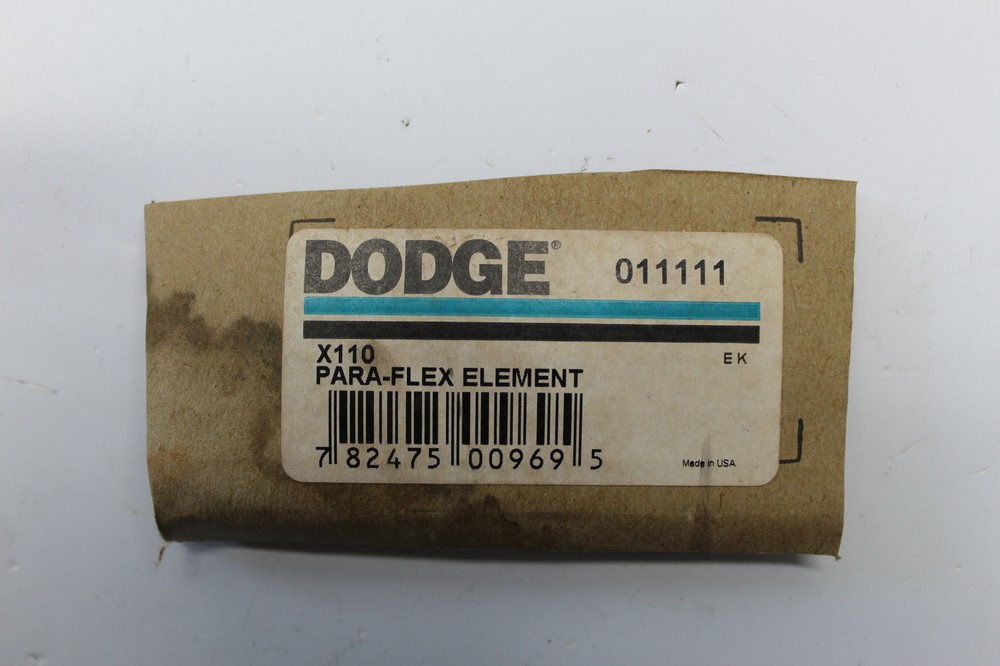 DODGE® 011111
X110 EK
PARA-FLEX ELEMENT
7 82475 00969 5
Made in USA